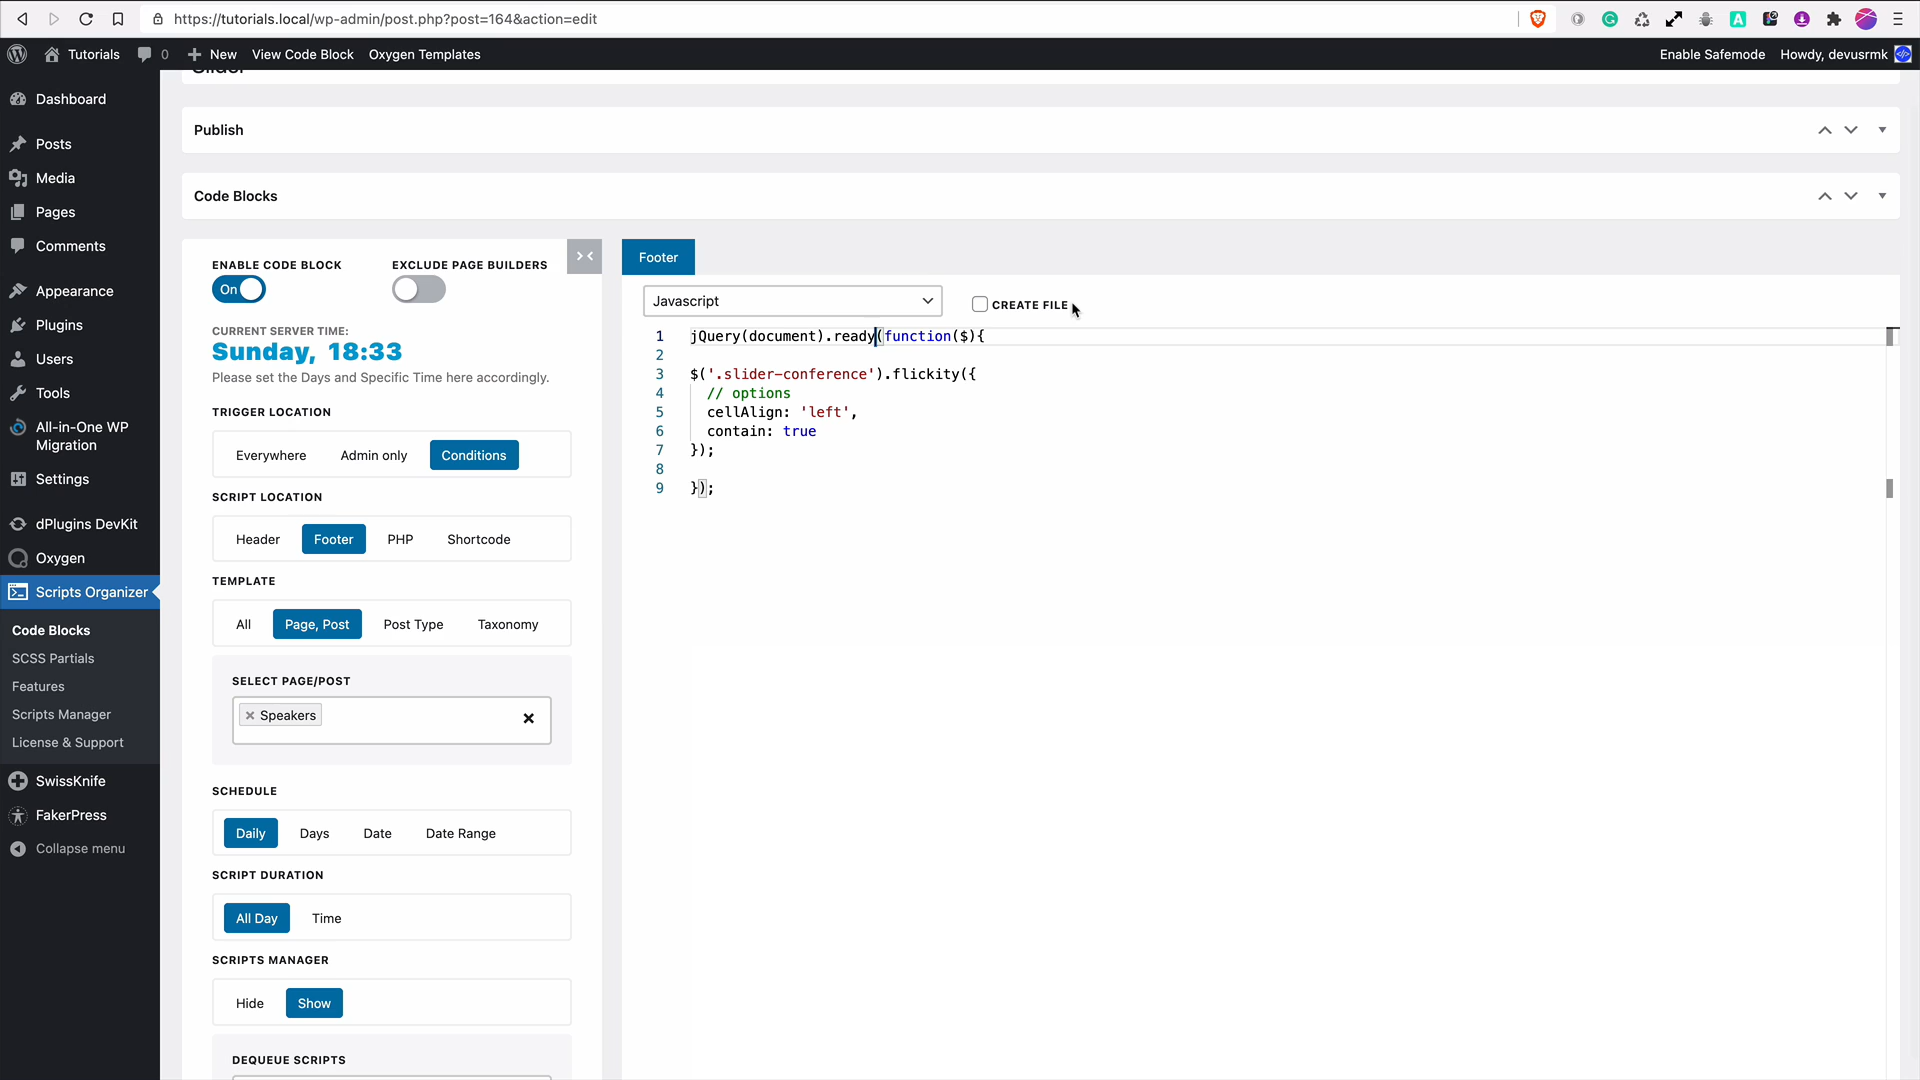 https://tutorials.local/wp-admin/post.php?post=164&action=edit
Tutorials
0
New
View Code Block
Oxygen Templates
Enable Safemode
Howdy, devusrmk
Dashboard
Posts
Media
Pages
Comments
Appearance
Plugins
Users
Tools
All-in-One WP
Migration
Settings
dPlugins DevKit
Oxygen
Scripts Organizer
Code Blocks
SCSS Partials
Features
Scripts Manager
License & Support
SwissKnife
FakerPress
Collapse menu
Slider
Publish
Code Blocks
ENABLE CODE BLOCK
On
EXCLUDE PAGE BUILDERS
CURRENT SERVER TIME:
Sunday, 18:33
Please set the Days and Specific Time here accordingly.
TRIGGER LOCATION
Everywhere
Admin only
Conditions
SCRIPT LOCATION
Header
Footer
PHP
Shortcode
TEMPLATE
All
Page, Post
Post Type
Taxonomy
SELECT PAGE/POST
Speakers
SCHEDULE
Daily
Days
Date
Date Range
SCRIPT DURATION
All Day
Time
SCRIPTS MANAGER
Hide
Show
DEQUEUE SCRIPTS
Footer
Javascript
CREATE FILE
1 jQuery(document).ready(function($){
2
3 $('.slider-conference').flickity({
4 // options
5 cellAlign: 'left',
6 contain: true
7 });
8
9 });